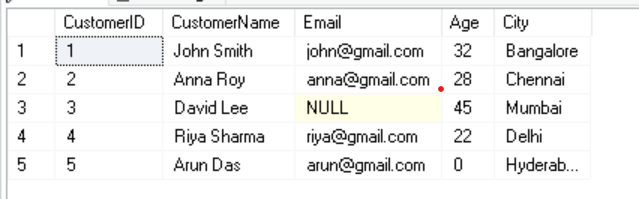 CustomerID CustomerName Email Age City
1 1 John Smith john@gmail.com 32 Bangalore
2 2 Anna Roy anna@gmail.com 28 Chennai
3 3 David Lee NULL 45 Mumbai
4 4 Riya Sharma riya@gmail.com 22 Delhi
5 5 Arun Das arun@gmail.com 0 Hyderab...